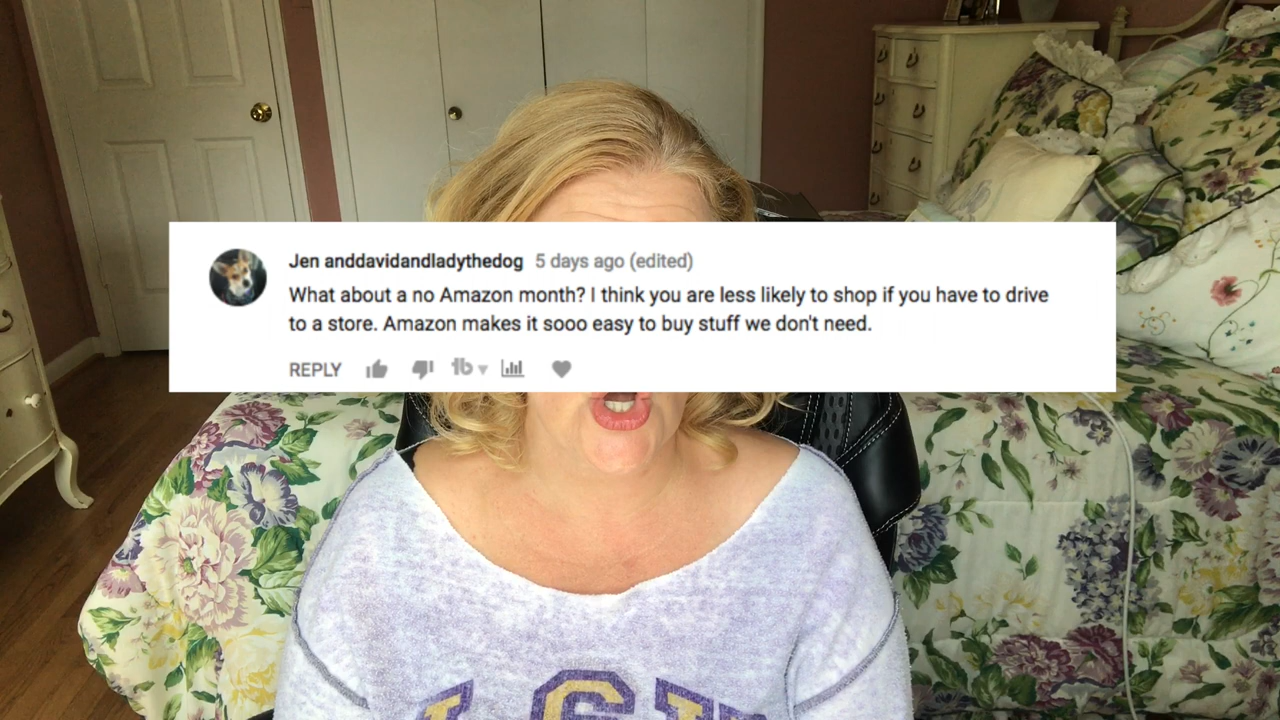 Jen anddavidandladythedog 5 days ago (edited)
What about a no Amazon month? I think you are less likely to shop if you have to drive
to a store. Amazon makes it sooo easy to buy stuff we don't need.
REPLY tb